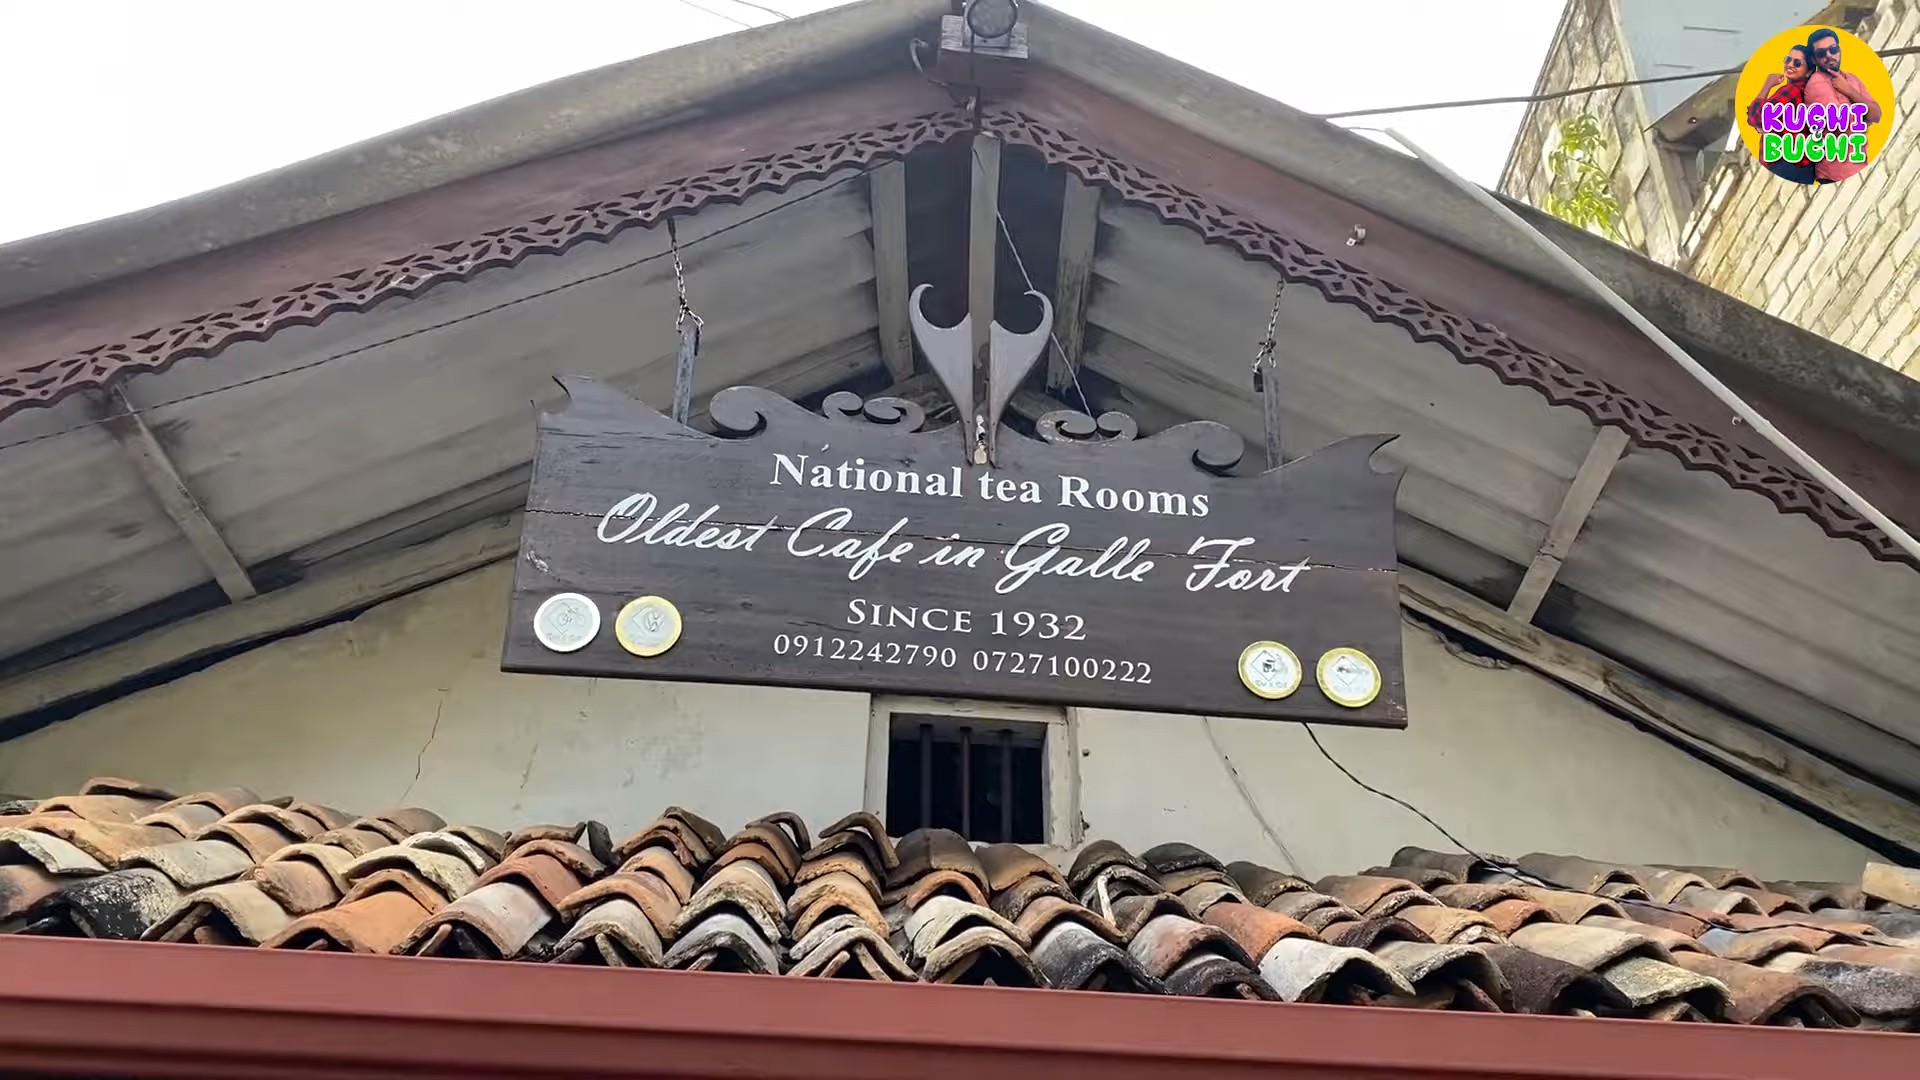 KUCHI
&
BUCHI
National tea Rooms
Oldest Cafe in Galle Fort
SINCE 1932
0912242790 0727100222